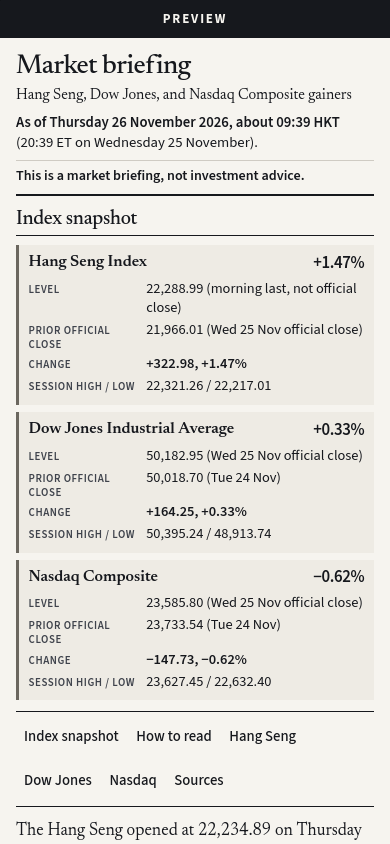 PREVIEW
Market briefing
Hang Seng, Dow Jones, and Nasdaq Composite gainers
As of Thursday 26 November 2026, about 09:39 HKT
(20:39 ET on Wednesday 25 November).
This is a market briefing, not investment advice.
Index snapshot
Hang Seng Index +1.47%
LEVEL 22,288.99 (morning last, not official
close)
PRIOR OFFICIAL 21,966.01 (Wed 25 Nov official close)
CLOSE
CHANGE +322.98, +1.47%
SESSION HIGH / LOW 22,321.26 / 22,217.01
Dow Jones Industrial Average +0.33%
LEVEL 50,182.95 (Wed 25 Nov official close)
PRIOR OFFICIAL 50,018.70 (Tue 24 Nov)
CLOSE
CHANGE +164.25, +0.33%
SESSION HIGH / LOW 50,395.24 / 48,913.74
Nasdaq Composite −0.62%
LEVEL 23,585.80 (Wed 25 Nov official close)
PRIOR OFFICIAL 23,733.54 (Tue 24 Nov)
CLOSE
CHANGE −147.73, −0.62%
SESSION HIGH / LOW 23,627.45 / 22,632.40
Index snapshot How to read Hang Seng
Dow Jones Nasdaq Sources
The Hang Seng opened at 22,234.89 on Thursday